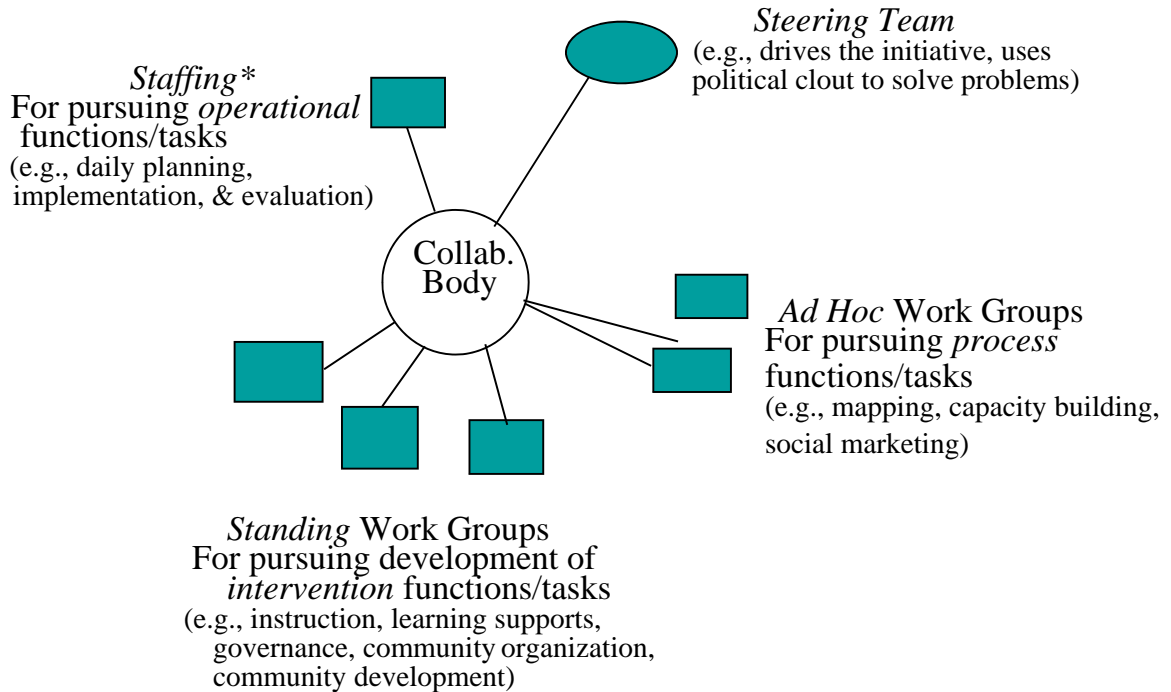 Steering Team
(e.g., drives the initiative, uses
political clout to solve problems)
Staffing*
For pursuing operational
functions/tasks
(e.g., daily planning,
implementation, & evaluation)
Collab.
Body
Ad Hoc Work Groups
For pursuing process
functions/tasks
(e.g., mapping, capacity building,
social marketing)
Standing Work Groups
For pursuing development of
intervention functions/tasks
(e.g., instruction, learning supports,
governance, community organization,
community development)